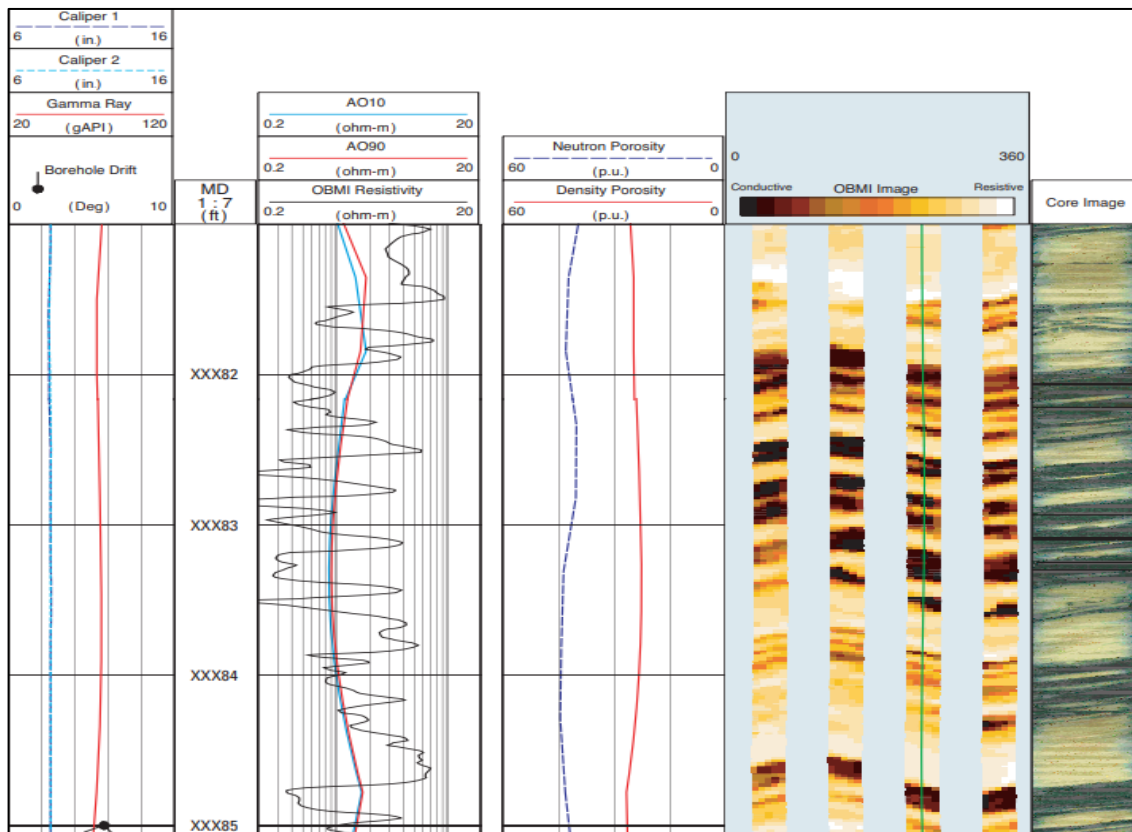 Caliper 1
6 (in.) 16
Caliper 2
6 (in.) 16
Gamma Ray
20 (gAPI) 120
Borehole Drift
0 (Deg) 10
MD
1 : 7
(ft)
AO10
0.2 (ohm-m) 20
AO90
0.2 (ohm-m) 20
OBMI Resistivity
0.2 (ohm-m) 20
Neutron Porosity
60 (p.u.) 0
Density Porosity
60 (p.u.) 0
0 360
Conductive OBMI Image Resistive
Core Image
XXX82
XXX83
XXX84
XXX85